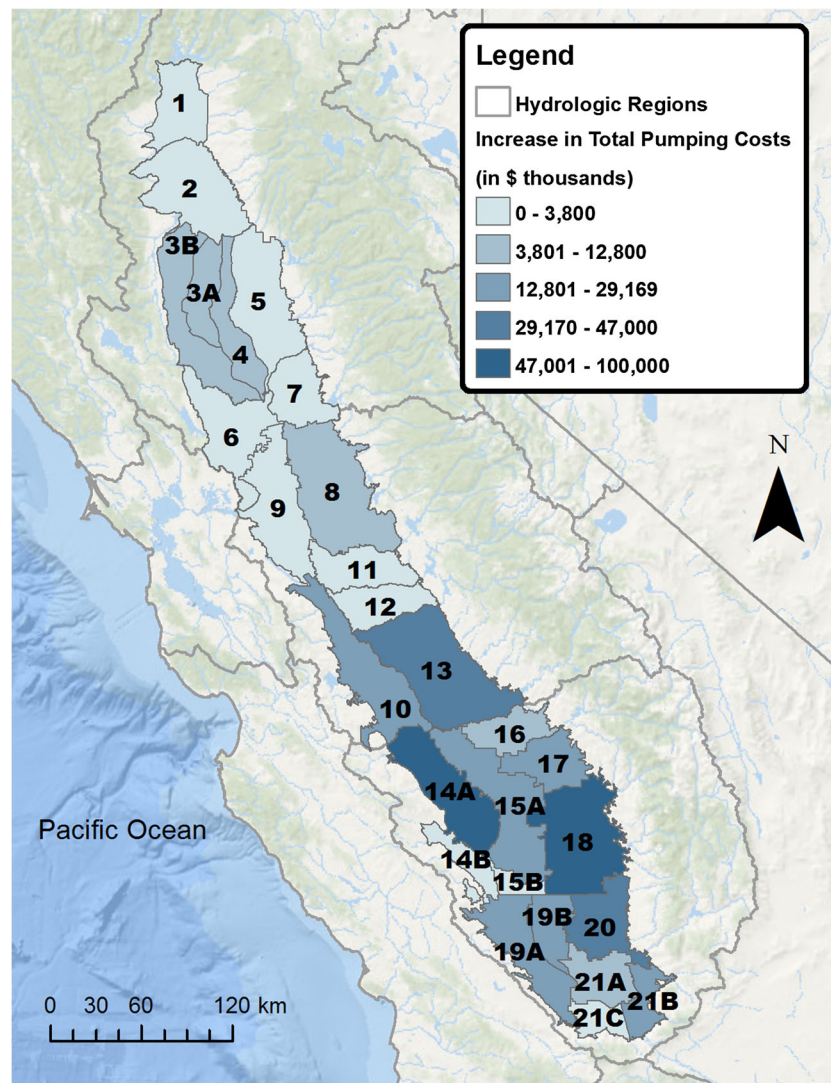 Legend
Hydrologic Regions
Increase in Total Pumping Costs
(in $ thousands)
0 - 3,800
3,801 - 12,800
12,801 - 29,169
29,170 - 47,000
47,001 - 100,000
1
2
3B
3A
5
4
7
6
8
9
11
12
N
13
10
16
17
14A
15A
18
14B
15B
19B
20
19A
21A
21B
21C
Pacific Ocean
0 30 60 120 km